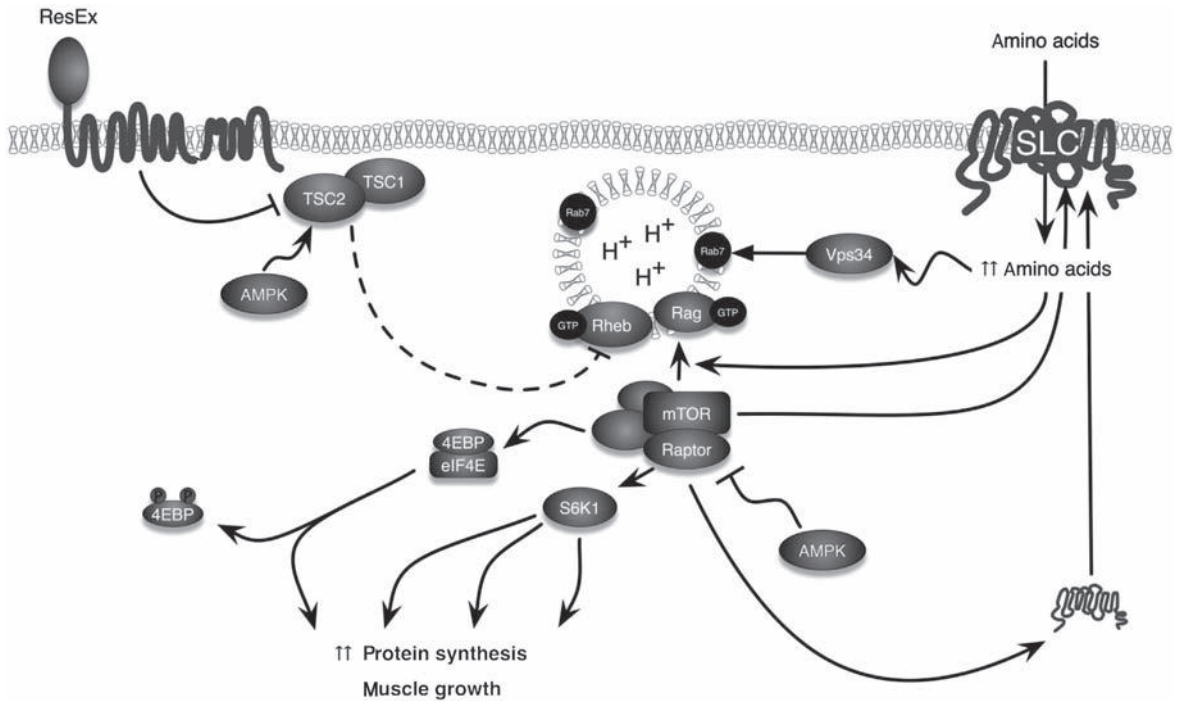 ResEx
Amino acids
SLC
TSC2
TSC1
AMPK
Rab7
H+
H+
H+
Rab7
Vps34
↑↑ Amino acids
GTP
Rheb
Rag
GTP
mTOR
Raptor
4EBP
eIF4E
P
P
4EBP
S6K1
AMPK
↑↑ Protein synthesis
Muscle growth